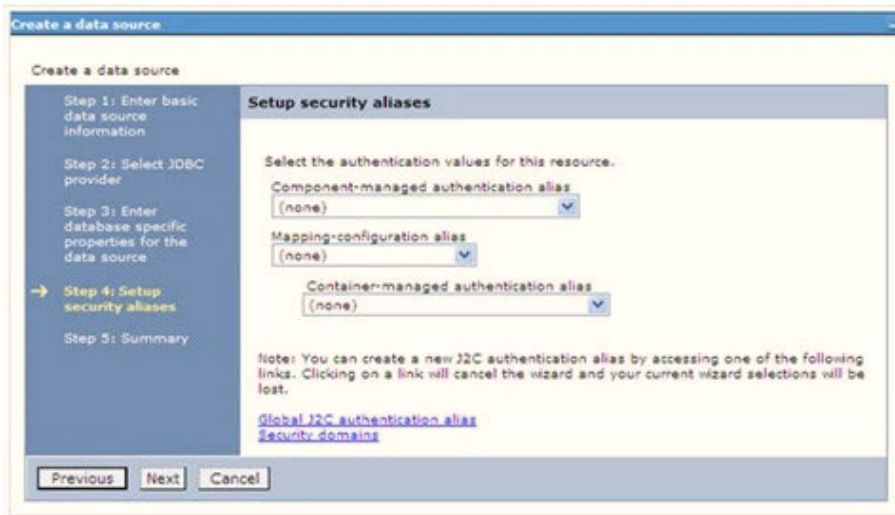 Create a data source
Create a data source
Step 1: Enter basic
data source
information
Step 2: Select JDBC
provider
Step 3: Enter
database specific
properties for the
data source
Step 4: Setup
security aliases
Step 5: Summary
Setup security aliases
Select the authentication values for this resource.
Component-managed authentication alias
(none)
Mapping-configuration alias
(none)
Container-managed authentication alias
(none)
Note: You can create a new J2C authentication alias by accessing one of the following
links. Clicking on a link will cancel the wizard and your current wizard selections will be
lost.
Global J2C authentication alias
Security domains
Previous Next Cancel